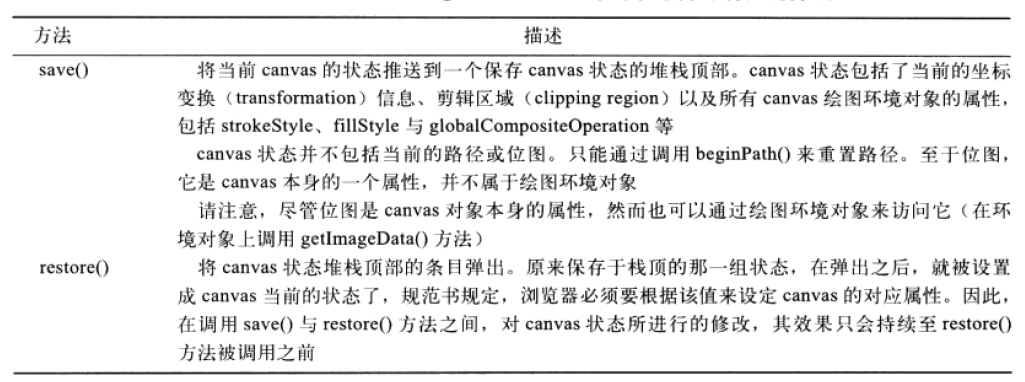 方法 描述
save() 将当前 canvas 的状态推送到一个保存 canvas 状态的堆栈顶部。canvas 状态包括了当前的坐标
变换（transformation）信息、剪辑区域（clipping region）以及所有 canvas 绘图环境对象的属性，
包括 strokeStyle、fillStyle 与 globalCompositeOperation 等
canvas 状态并不包括当前的路径或位图。只能通过调用 beginPath() 来重置路径。至于位图，
它是 canvas 本身的一个属性，并不属于绘图环境对象
请注意，尽管位图是 canvas 对象本身的属性，然而也可以通过绘图环境对象来访问它（在环
境对象上调用 getImageData() 方法）
restore() 将 canvas 状态堆栈顶部的条目弹出。原来保存于栈顶的那一组状态，在弹出之后，就被设置
成 canvas 当前的状态了，规范书规定，浏览器必须要根据该值来设定 canvas 的对应属性。因此，
在调用 save() 与 restore() 方法之间，对 canvas 状态所进行的修改，其效果只会持续至 restore()
方法被调用之前